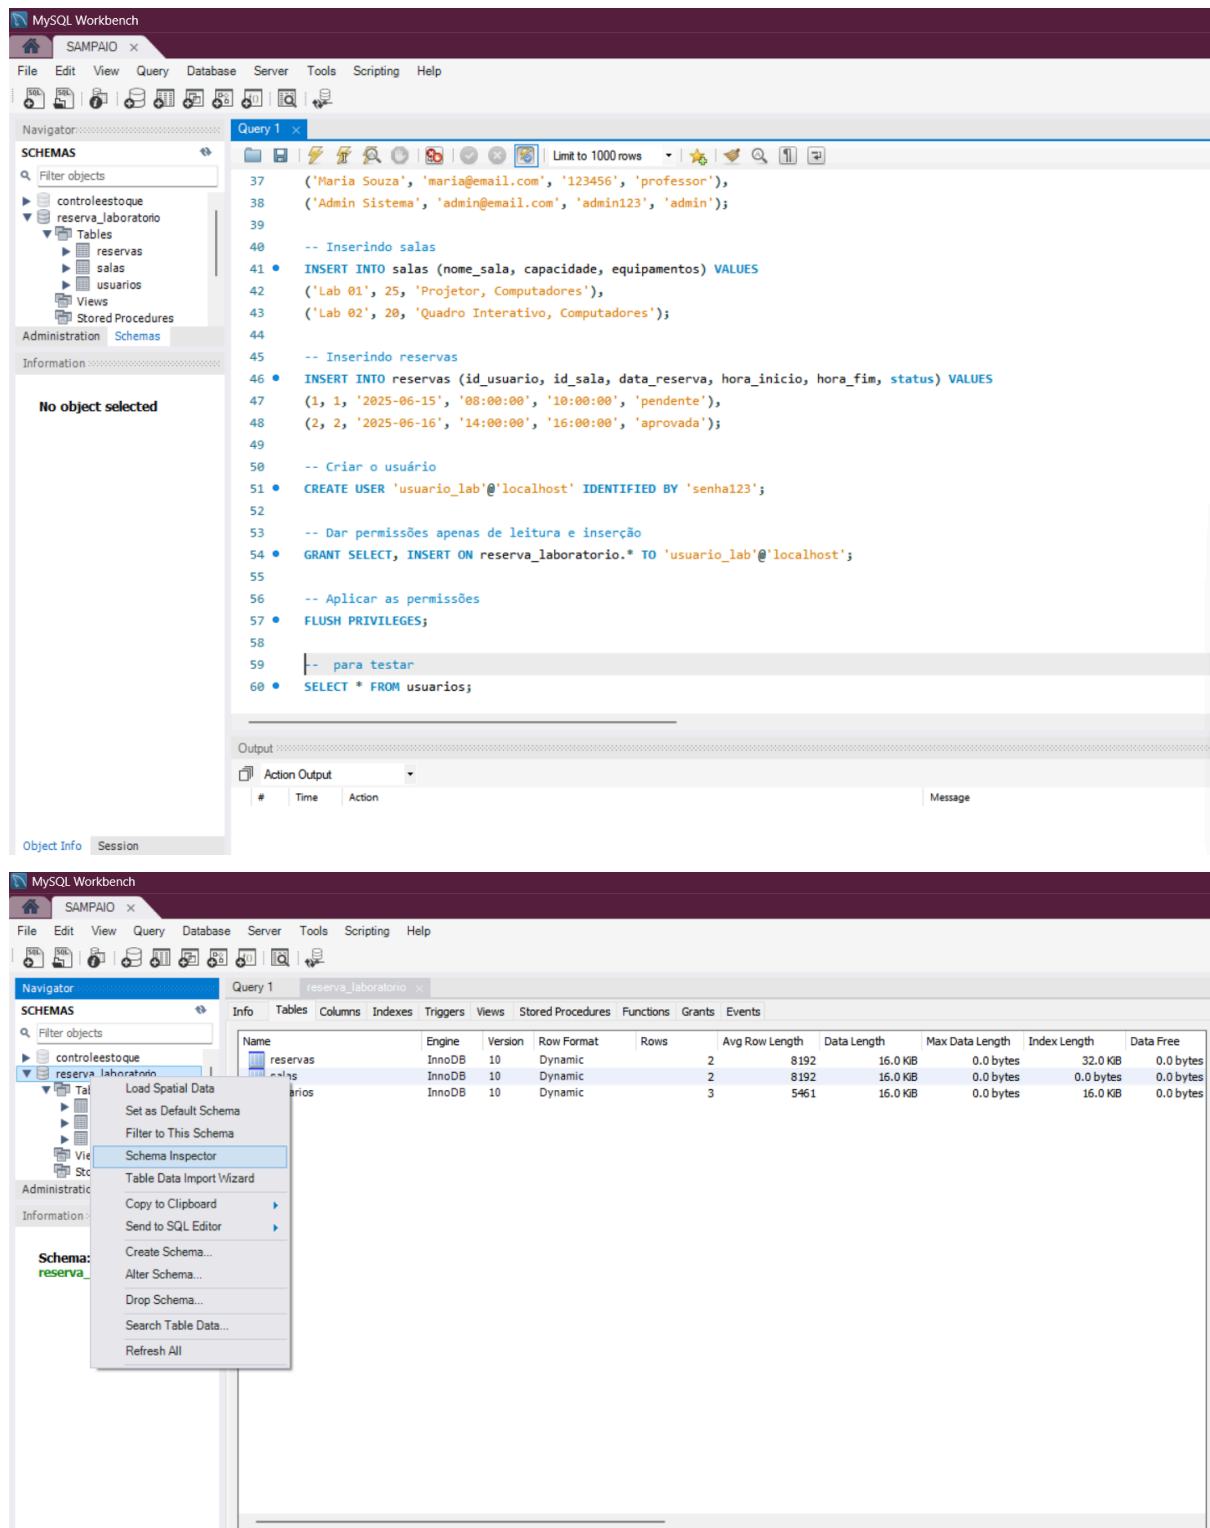 MySQL Workbench
SAMPAIO ×
File Edit View Query Database Server Tools Scripting Help
Navigator
SCHEMAS
Filter objects
controleestoque
reserva_laboratorio
Tables
reservas
salas
usuarios
Views
Stored Procedures
Administration Schemas
Information
No object selected
Object Info Session
Query 1 ×
Limit to 1000 rows
37 ('Maria Souza', 'maria@email.com', '123456', 'professor'),
38 ('Admin Sistema', 'admin@email.com', 'admin123', 'admin');
39
40 -- Inserindo salas
41 INSERT INTO salas (nome_sala, capacidade, equipamentos) VALUES
42 ('Lab 01', 25, 'Projetor, Computadores'),
43 ('Lab 02', 20, 'Quadro Interativo, Computadores');
44
45 -- Inserindo reservas
46 INSERT INTO reservas (id_usuario, id_sala, data_reserva, hora_inicio, hora_fim, status) VALUES
47 (1, 1, '2025-06-15', '08:00:00', '10:00:00', 'pendente'),
48 (2, 2, '2025-06-16', '14:00:00', '16:00:00', 'aprovada');
49
50 -- Criar o usuário
51 CREATE USER 'usuario_lab'@'localhost' IDENTIFIED BY 'senha123';
52
53 -- Dar permissões apenas de leitura e inserção
54 GRANT SELECT, INSERT ON reserva_laboratorio.* TO 'usuario_lab'@'localhost';
55
56 -- Aplicar as permissões
57 FLUSH PRIVILEGES;
58
59 -- para testar
60 SELECT * FROM usuarios;
Output
Action Output
# Time Action Message
MySQL Workbench
SAMPAIO ×
File Edit View Query Database Server Tools Scripting Help
Navigator
SCHEMAS
Filter objects
controleestoque
reserva_laboratorio
Tal
Vie
Sto
Administratio
Information
Schema:
reserva_
Load Spatial Data
Set as Default Schema
Filter to This Schema
Schema Inspector
Table Data Import Wizard
Copy to Clipboard
Send to SQL Editor
Create Schema...
Alter Schema...
Drop Schema...
Search Table Data...
Refresh All
Query 1 reserva_laboratorio ×
Info Tables Columns Indexes Triggers Views Stored Procedures Functions Grants Events
Name Engine Version Row Format Rows Avg Row Length Data Length Max Data Length Index Length Data Free
reservas InnoDB 10 Dynamic 2 8192 16.0 KiB 0.0 bytes 32.0 KiB 0.0 bytes
salas InnoDB 10 Dynamic 2 8192 16.0 KiB 0.0 bytes 0.0 bytes 0.0 bytes
arios InnoDB 10 Dynamic 3 5461 16.0 KiB 0.0 bytes 16.0 KiB 0.0 bytes